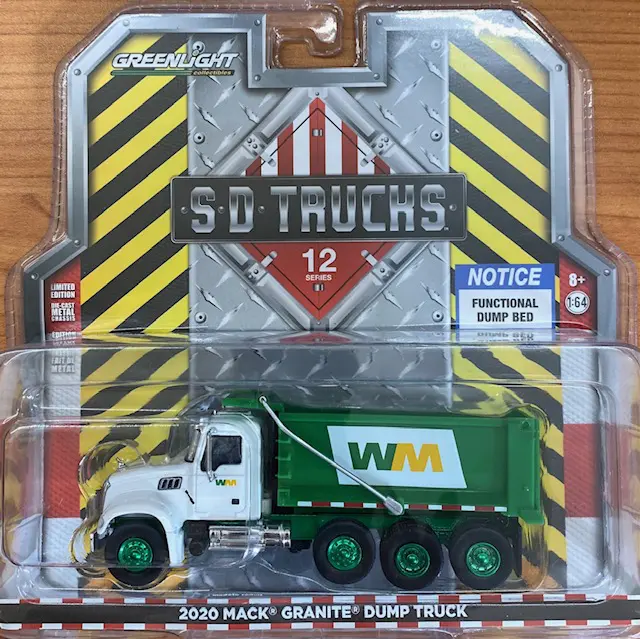 GREENLIGHT
collectibles
S·D·TRUCKS™
12
SERIES
NOTICE
FUNCTIONAL
DUMP BED
8+
1:64
LIMITED
EDITION
DIE-CAST
METAL
CHASSIS
WM
WM
2020 MACK® GRANITE® DUMP TRUCK